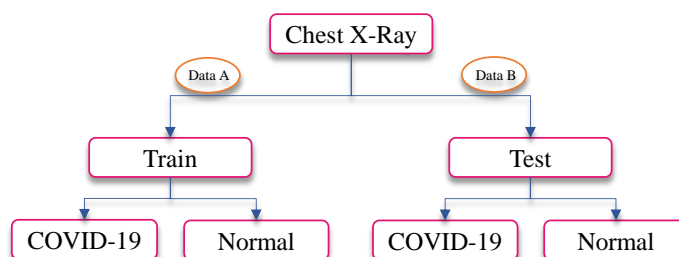 Chest X-Ray
Data A
Data B
Train
Test
COVID-19
Normal
COVID-19
Normal